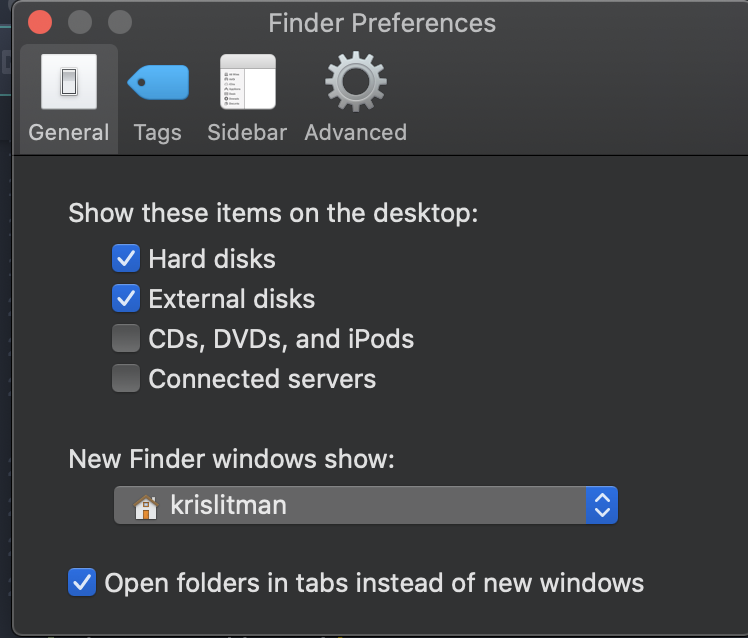 Finder Preferences
General Tags Sidebar Advanced
Show these items on the desktop:
Hard disks
External disks
CDs, DVDs, and iPods
Connected servers
New Finder windows show:
krislitman
Open folders in tabs instead of new windows